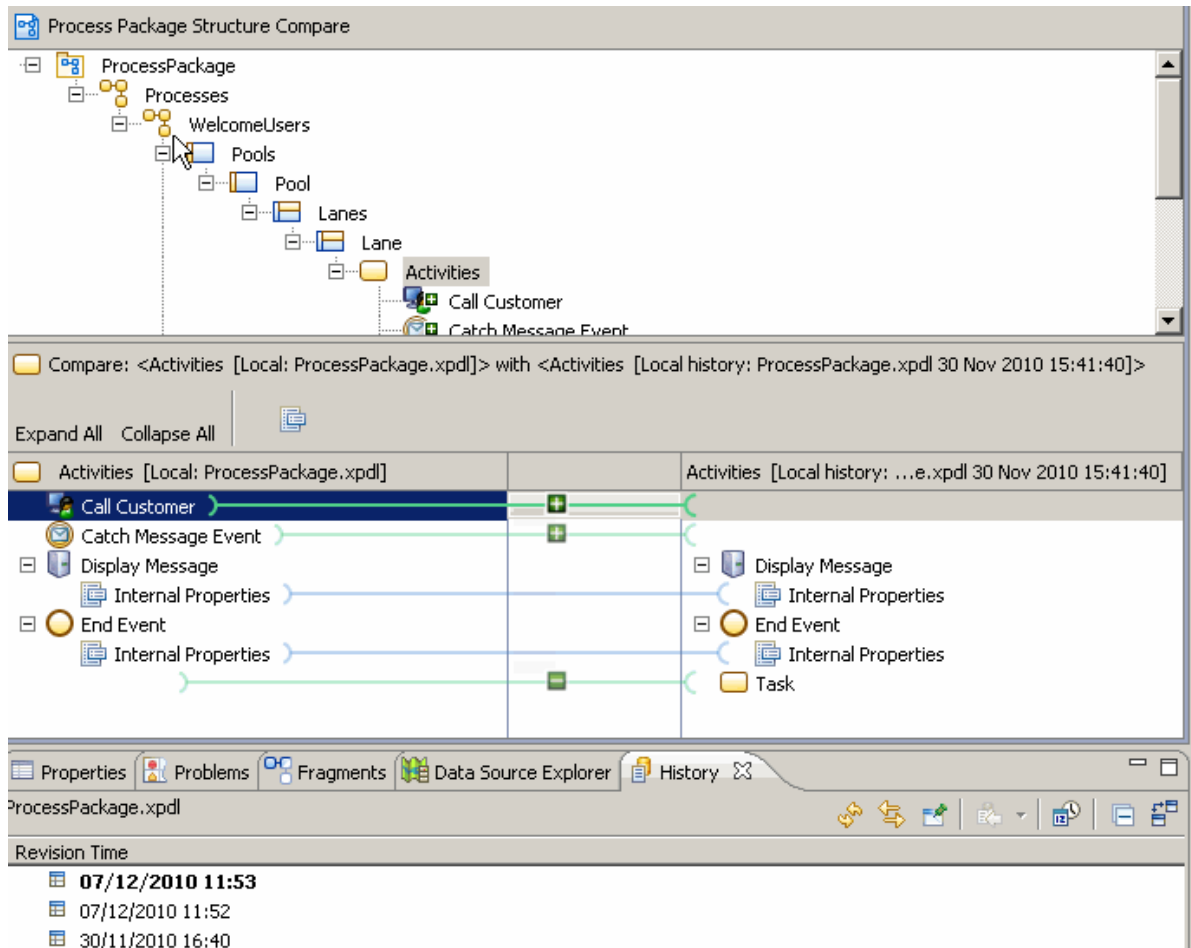 Process Package Structure Compare
ProcessPackage
Processes
WelcomeUsers
Pools
Pool
Lanes
Lane
Activities
Call Customer
Catch Message Event
Compare: <Activities [Local: ProcessPackage.xpdl]> with <Activities [Local history: ProcessPackage.xpdl 30 Nov 2010 15:41:40]>
Expand All Collapse All
Activities [Local: ProcessPackage.xpdl] Activities [Local history: ...e.xpdl 30 Nov 2010 15:41:40]
Call Customer
Catch Message Event
Display Message Display Message
Internal Properties Internal Properties
End Event End Event
Internal Properties Internal Properties
Task
Properties Problems Fragments Data Source Explorer History
ProcessPackage.xpdl
Revision Time
07/12/2010 11:53
07/12/2010 11:52
30/11/2010 16:40